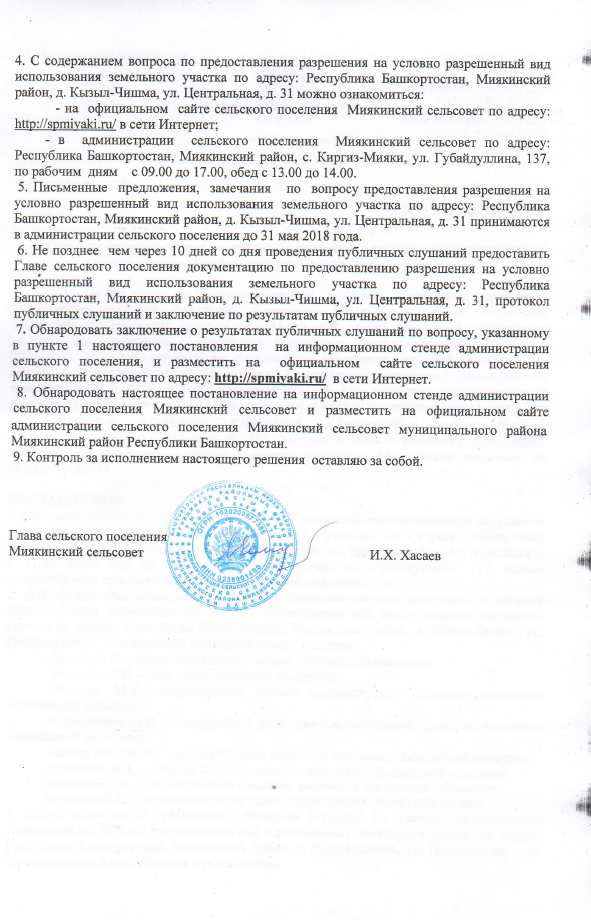 4. С содержанием вопроса по предоставления разрешения на условно разрешенный вид
использования земельного участка по адресу: Республика Башкортостан, Миякинский
район, д. Кызыл-Чишма, ул. Центральная, д. 31 можно ознакомиться:
- на официальном сайте сельского поселения Миякинский сельсовет по адресу:
http://spmiyaki.ru/ в сети Интернет;
- в администрации сельского поселения Миякинский сельсовет по адресу:
Республика Башкортостан, Миякинский район, с. Киргиз-Мияки, ул. Губайдуллина, 137,
по рабочим дням с 09.00 до 17.00, обед с 13.00 до 14.00.
5. Письменные предложения, замечания по вопросу предоставления разрешения на
условно разрешенный вид использования земельного участка по адресу: Республика
Башкортостан, Миякинский район, д. Кызыл-Чишма, ул. Центральная, д. 31 принимаются
в администрации сельского поселения до 31 мая 2018 года.
6. Не позднее чем через 10 дней со дня проведения публичных слушаний предоставить
Главе сельского поселения документацию по предоставлению разрешения на условно
разрешенный вид использования земельного участка по адресу: Республика
Башкортостан, Миякинский район, д. Кызыл-Чишма, ул. Центральная, д. 31, протокол
публичных слушаний и заключение по результатам публичных слушаний.
7. Обнародовать заключение о результатах публичных слушаний по вопросу, указанному
в пункте 1 настоящего постановления на информационном стенде администрации
сельского поселения, и разместить на официальном сайте сельского поселения
Миякинский сельсовет по адресу: http://spmiyaki.ru/ в сети Интернет.
8. Обнародовать настоящее постановление на информационном стенде администрации
сельского поселения Миякинский сельсовет и разместить на официальном сайте
администрации сельского поселения Миякинский сельсовет муниципального района
Миякинский район Республики Башкортостан.
9. Контроль за исполнением настоящего решения оставляю за собой.
Глава сельского поселения
Миякинский сельсовет
И.Х. Хасаев